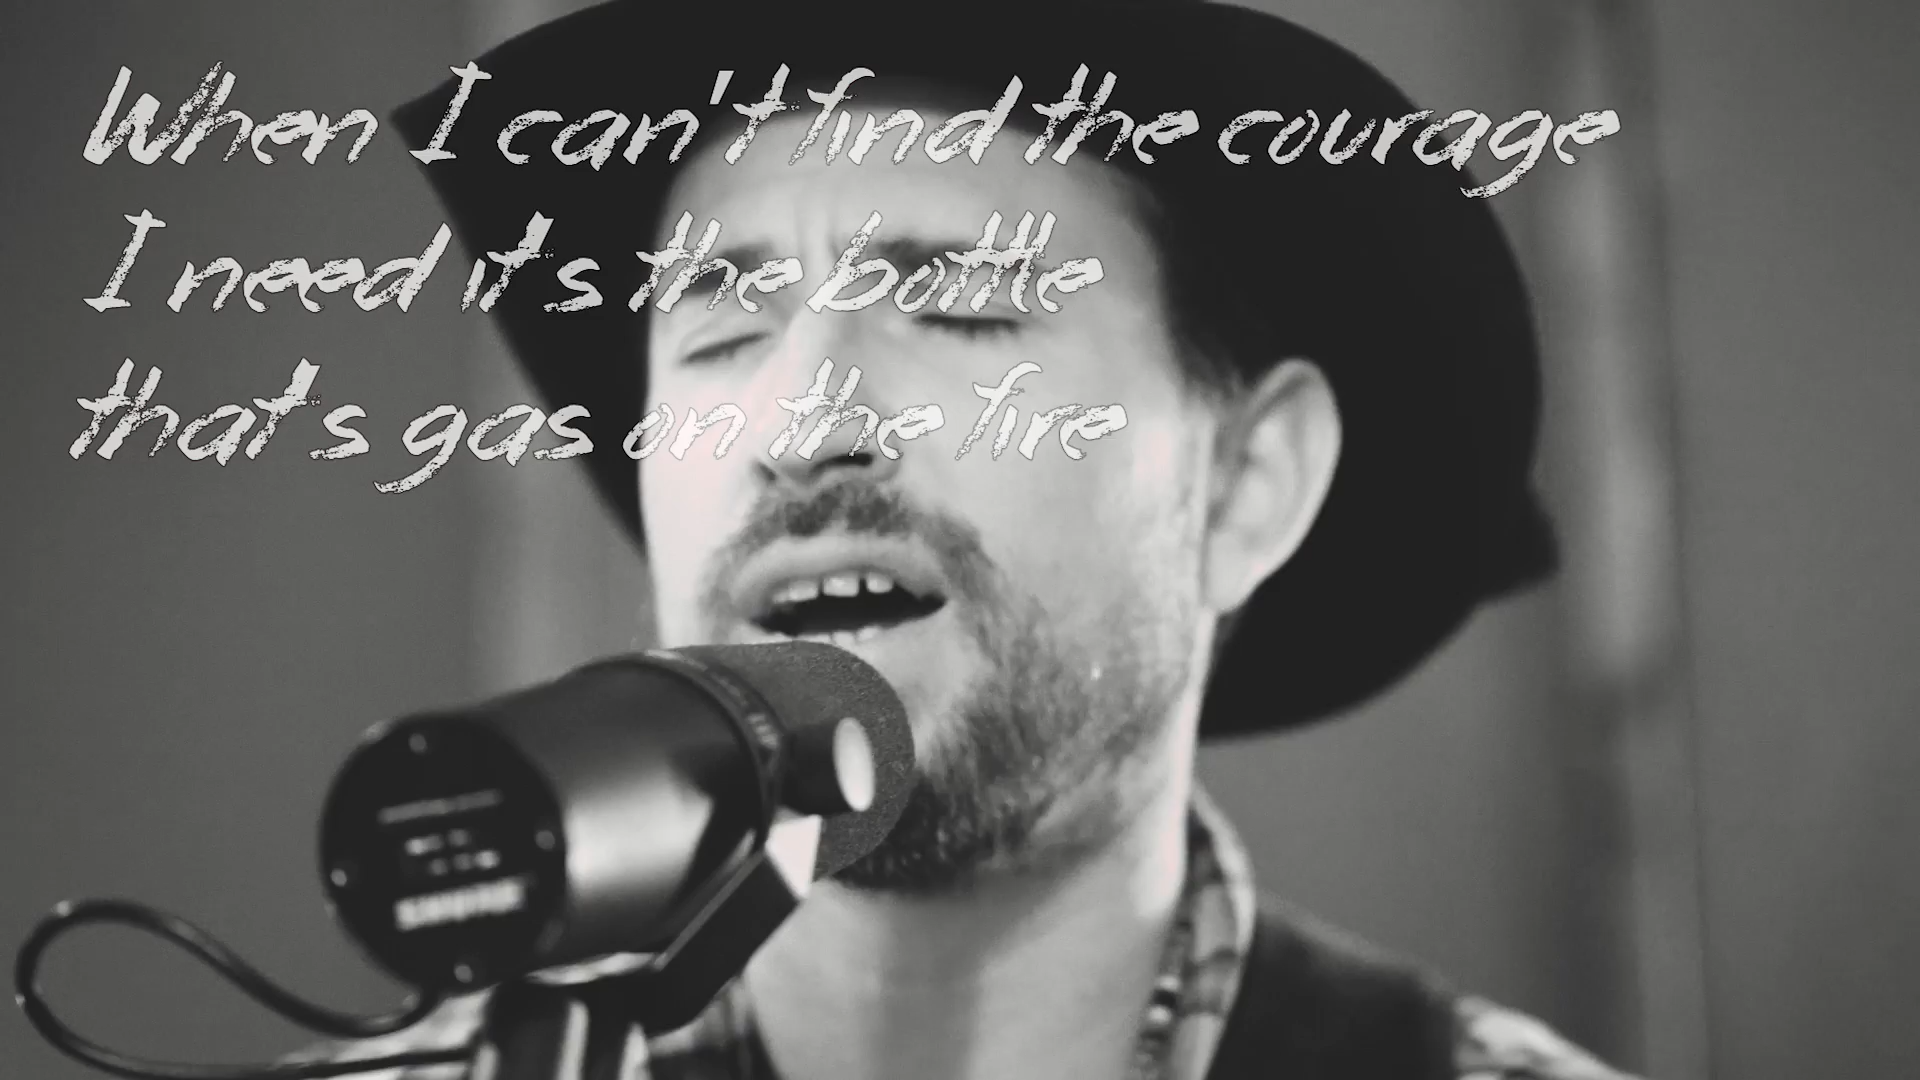 When I can't find the courage
I need it's the bottle
that's gas on the fire